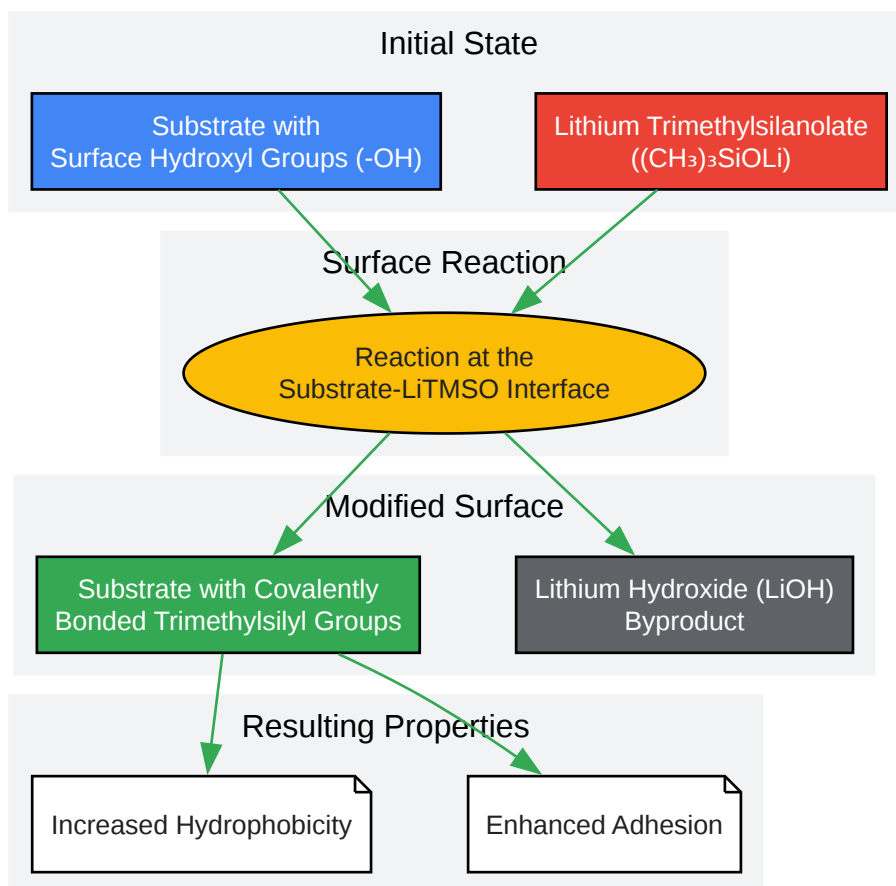 Initial State
Substrate with
Surface Hydroxyl Groups (-OH)
Lithium Trimethylsilanolate
((CH₃)₃SiOLi)
Surface Reaction
Reaction at the
Substrate-LiTMSO Interface
Modified Surface
Substrate with Covalently
Bonded Trimethylsilyl Groups
Lithium Hydroxide (LiOH)
Byproduct
Resulting Properties
Increased Hydrophobicity
Enhanced Adhesion